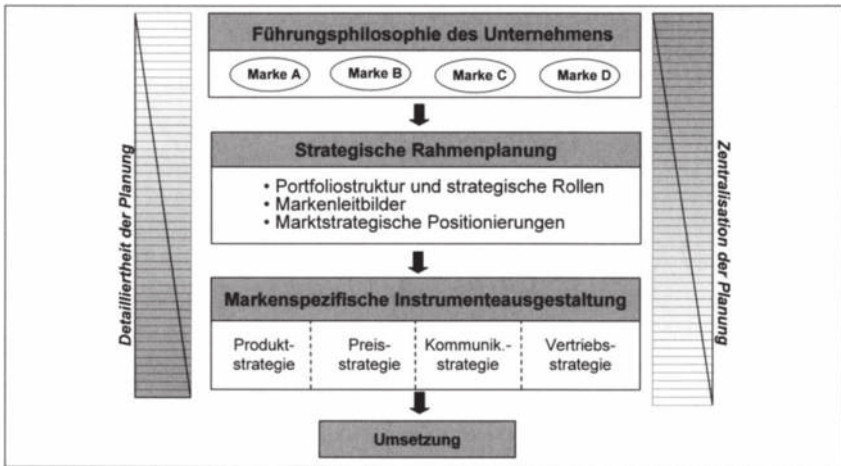 Führungsphilosophie des Unternehmens
Marke A Marke B Marke C Marke D
Strategische Rahmenplanung
• Portfoliostruktur und strategische Rollen
• Markenleitbilder
• Marktstrategische Positionierungen
Markenspezifische Instrumenteausgestaltung
Produkt-
strategie
Preis-
strategie
Kommunik.-
strategie
Vertriebs-
strategie
Umsetzung
Detailliertheit der Planung
Zentralisation der Planung